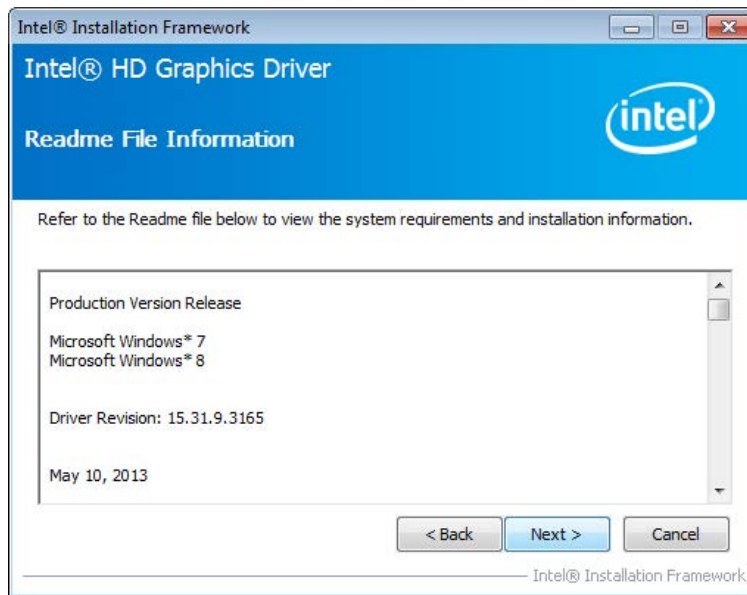 Intel® Installation Framework
Intel® HD Graphics Driver
Readme File Information
intel
Refer to the Readme file below to view the system requirements and installation information.
Production Version Release
Microsoft Windows* 7
Microsoft Windows* 8
Driver Revision: 15.31.9.3165
May 10, 2013
< Back
Next >
Cancel
Intel® Installation Framework